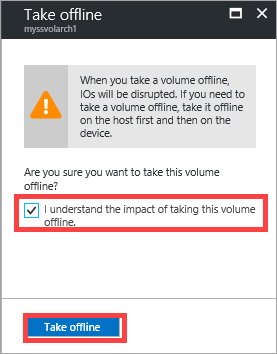 Take offline
myssvolarch1
When you take a volume offline,
IOs will be disrupted. If you need to
take a volume offline, take it offline
on the host first and then on the
device.
Are you sure you want to take this volume
offline?
I understand the impact of taking this volume
offline.
Take offline